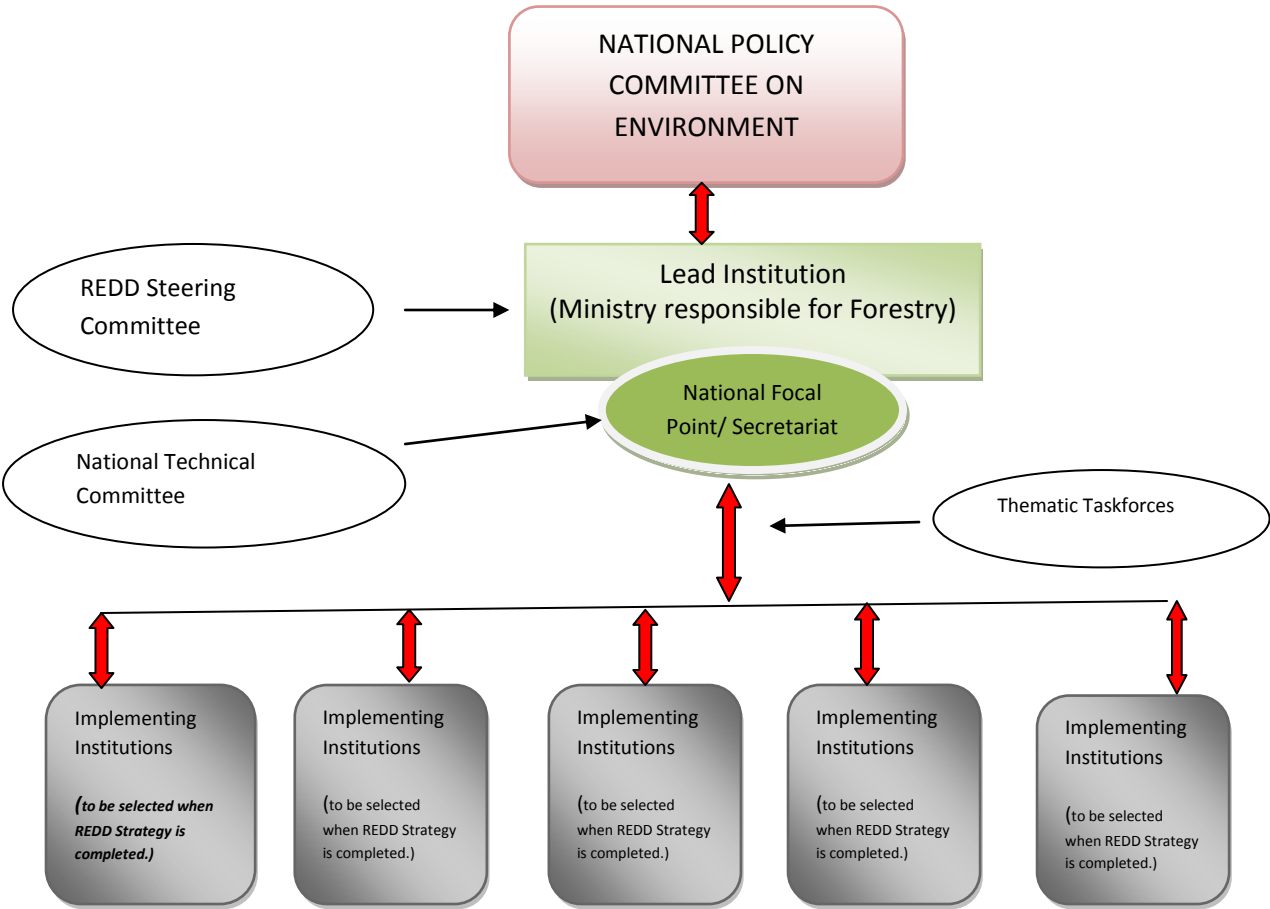 NATIONAL POLICY
COMMITTEE ON
ENVIRONMENT
Lead Institution
(Ministry responsible for Forestry)
REDD Steering
Committee
National Focal
Point/ Secretariat
National Technical
Committee
Thematic Taskforces
Implementing
Institutions
(to be selected when
REDD Strategy is
completed.)
Implementing
Institutions
(to be selected
when REDD Strategy
is completed.)
Implementing
Institutions
(to be selected
when REDD Strategy
is completed.)
Implementing
Institutions
(to be selected
when REDD Strategy
is completed.)
Implementing
Institutions
(to be selected
when REDD Strategy
is completed.)